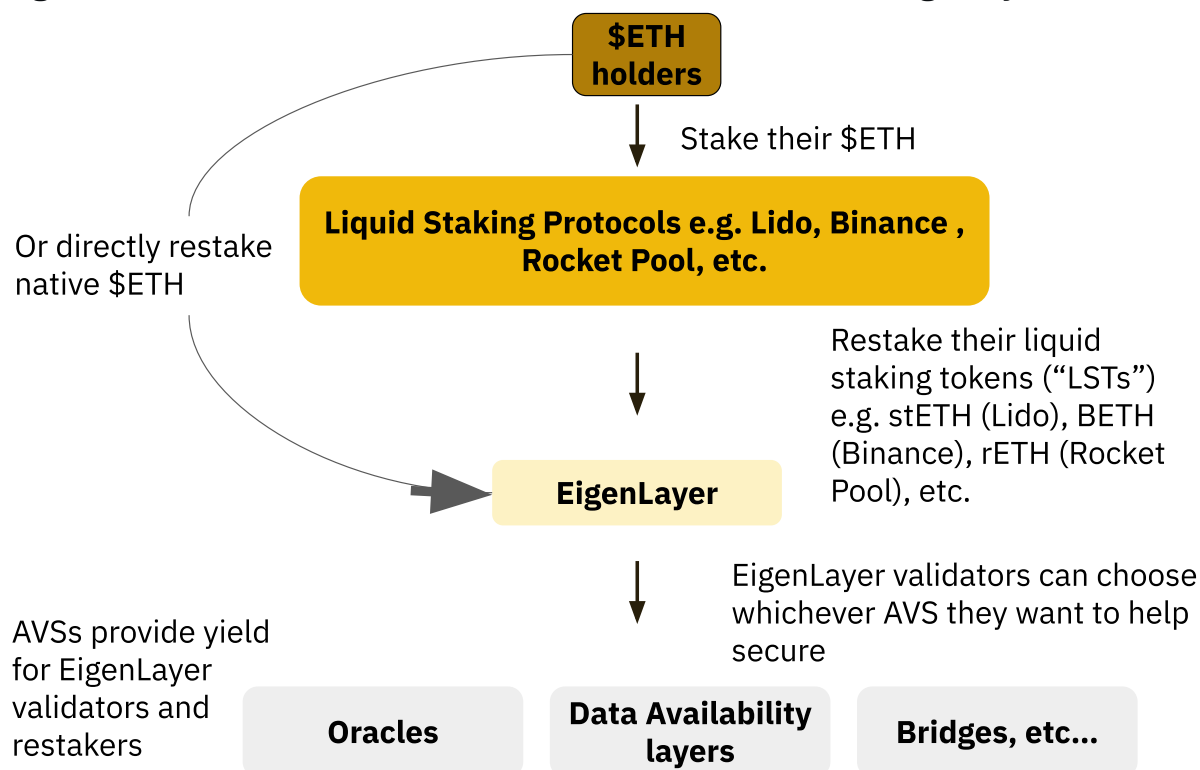 $ETH
holders
Stake their $ETH
Liquid Staking Protocols e.g. Lido, Binance ,
Rocket Pool, etc.
Or directly restake
native $ETH
Restake their liquid
staking tokens (“LSTs”)
e.g. stETH (Lido), BETH
(Binance), rETH (Rocket
Pool), etc.
EigenLayer
EigenLayer validators can choose
whichever AVS they want to help
secure
AVSs provide yield
for EigenLayer
validators and
restakers
Oracles
Data Availability
layers
Bridges, etc...